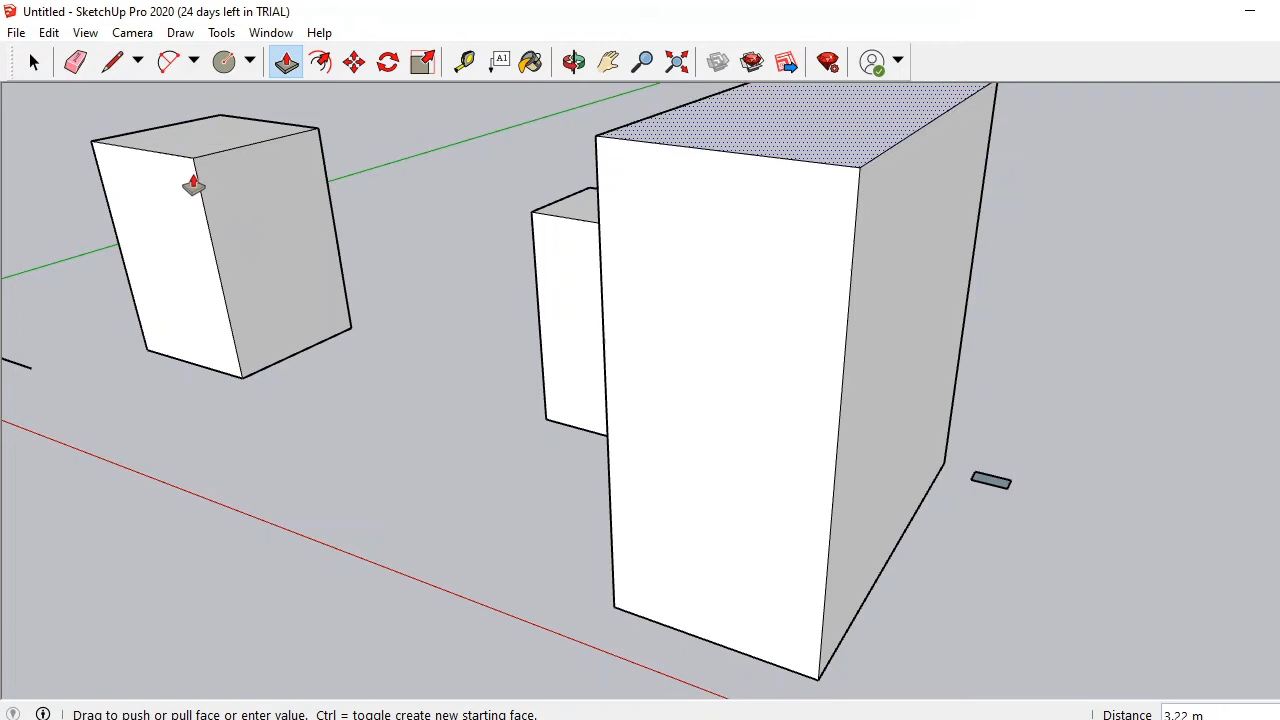 Untitled - SketchUp Pro 2020 (24 days left in TRIAL)
File Edit View Camera Draw Tools Window Help
A1
Drag to push or pull face or enter value. Ctrl = toggle create new starting face. Distance 3.22 m